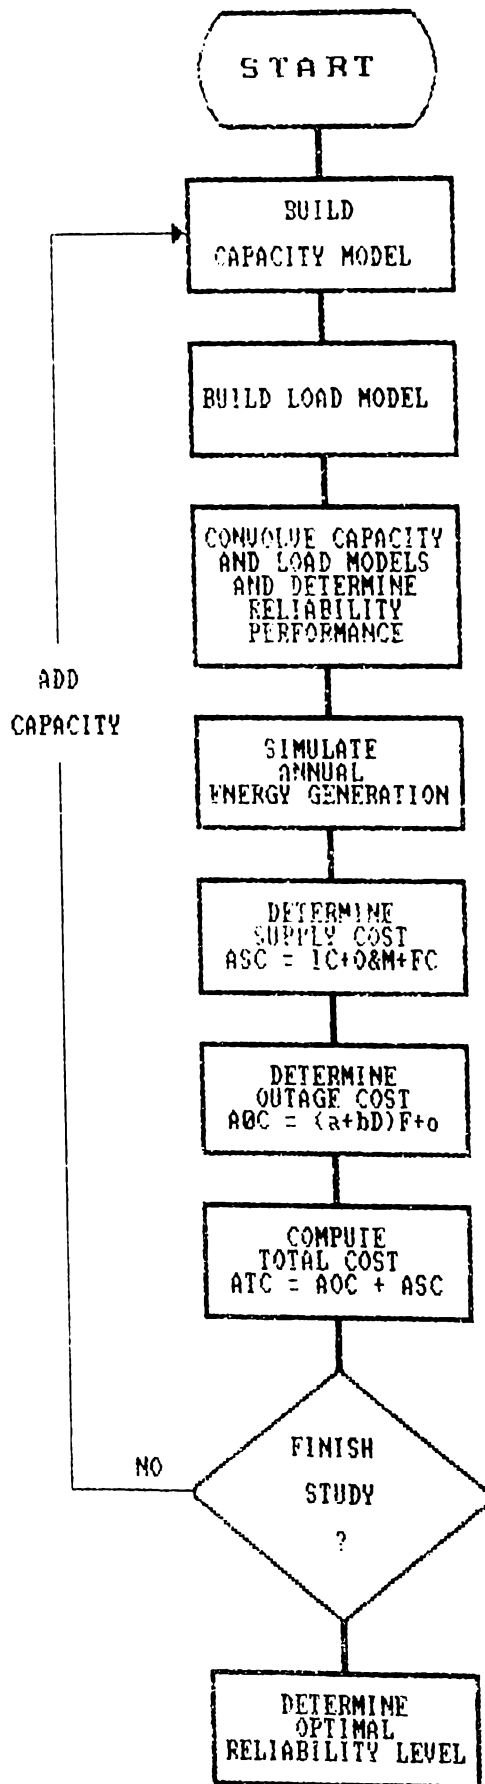 START
BUILD
CAPACITY MODEL
BUILD LOAD MODEL
CONVOLVE CAPACITY
AND LOAD MODELS
AND DETERMINE
RELIABILITY
PERFORMANCE
ADD
CAPACITY
SIMULATE
ANNUAL
ENERGY GENERATION
DETERMINE
SUPPLY COST
ASC = IC+O&M+FC
DETERMINE
OUTAGE COST
AOC = (a+bD)F+o
COMPUTE
TOTAL COST
ATC = AOC + ASC
NO
FINISH
STUDY
?
DETERMINE
OPTIMAL
RELIABILITY LEVEL